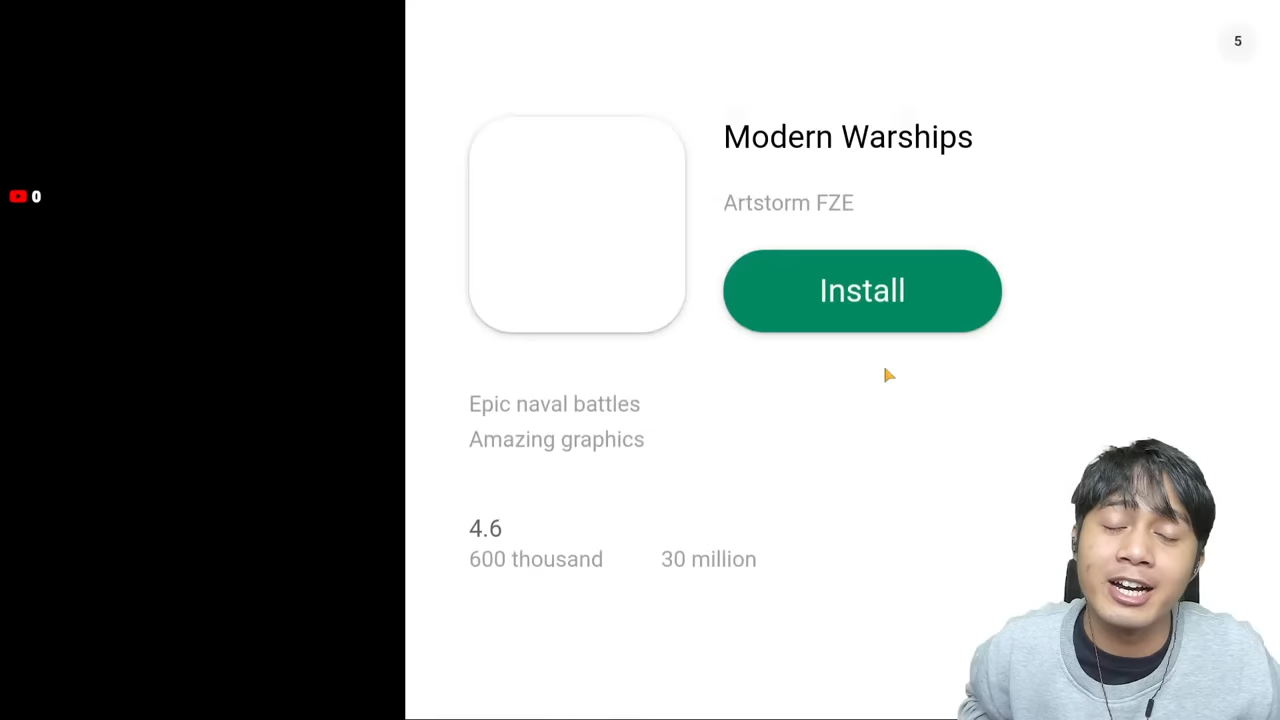 5
Modern Warships
0
Artstorm FZE
Install
Epic naval battles
Amazing graphics
4.6
600 thousand 30 million